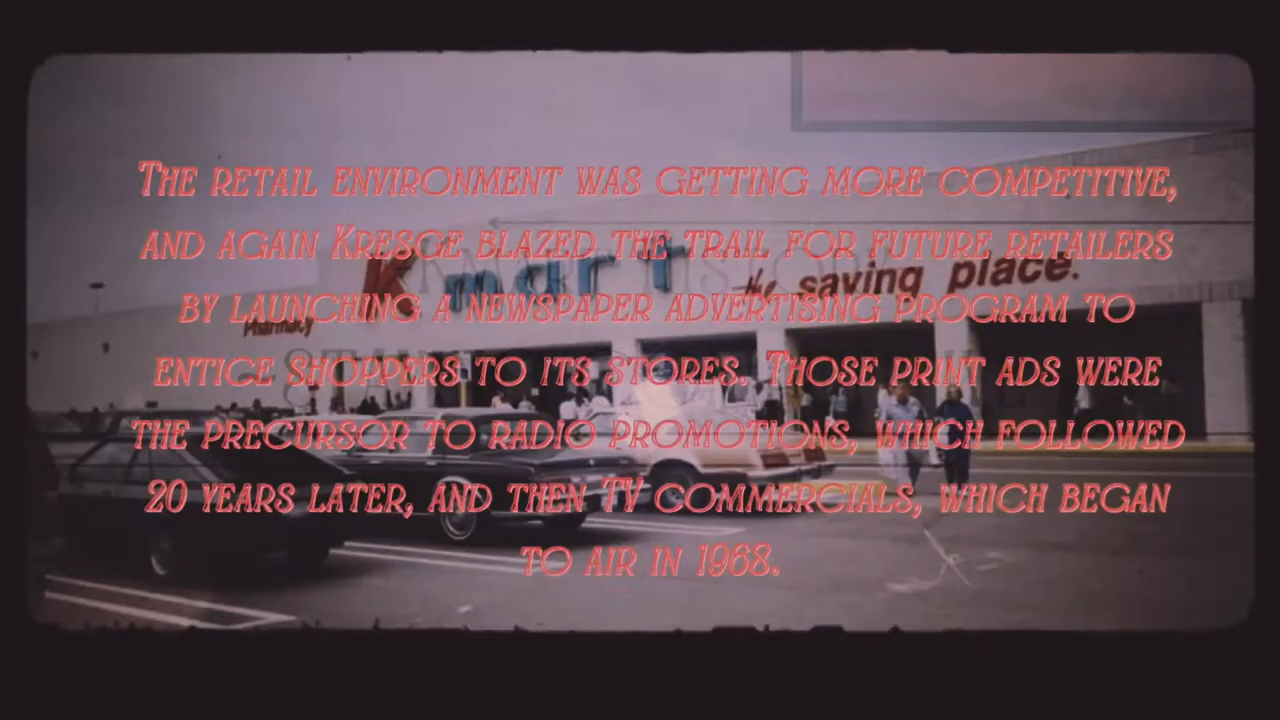 The retail environment was getting more competitive,
and again Kresge blazed the trail for future retailers
by launching a newspaper advertising program to
entice shoppers to its stores. Those print ads were
the precursor to radio promotions, which followed
20 years later, and then TV commercials, which began
to air in 1968.
Kmart
the saving place.
Pharmacy